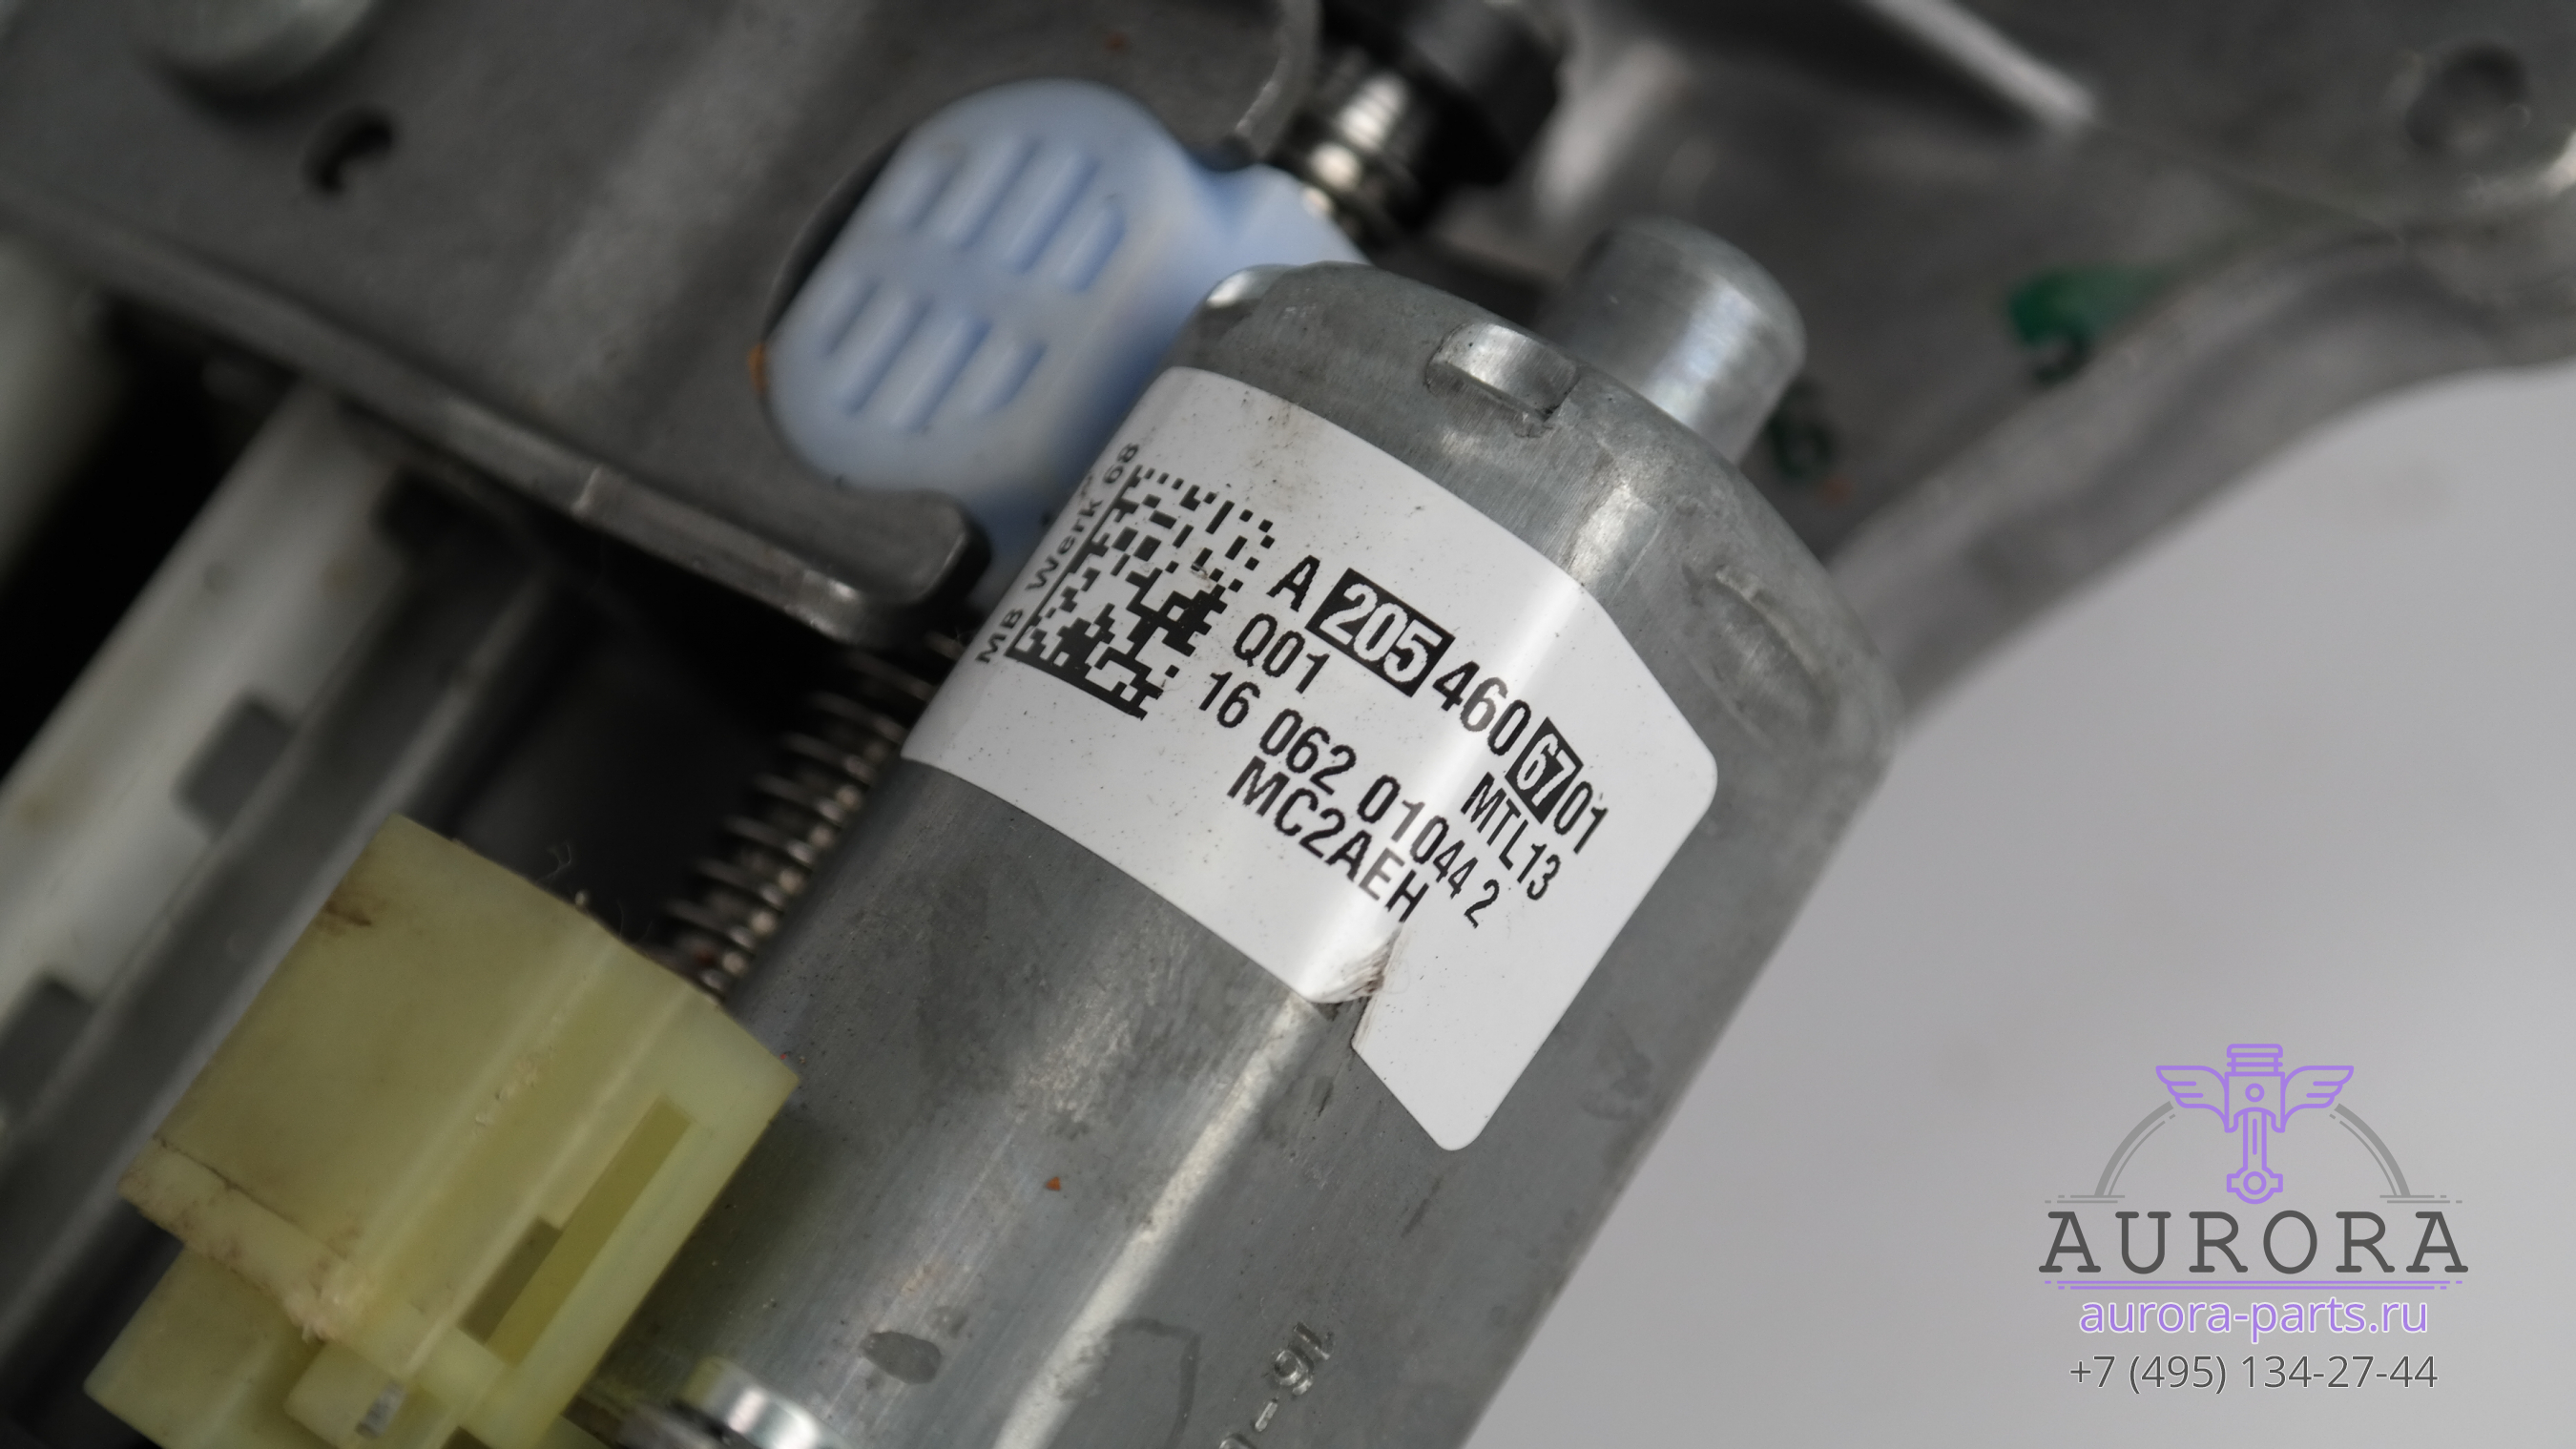 MB Werk 68
A 205 460 67 01
Q01 MTL13
16 062 01044 2
MC2AEH
AURORA
aurora-parts.ru
+7 (495) 134-27-44